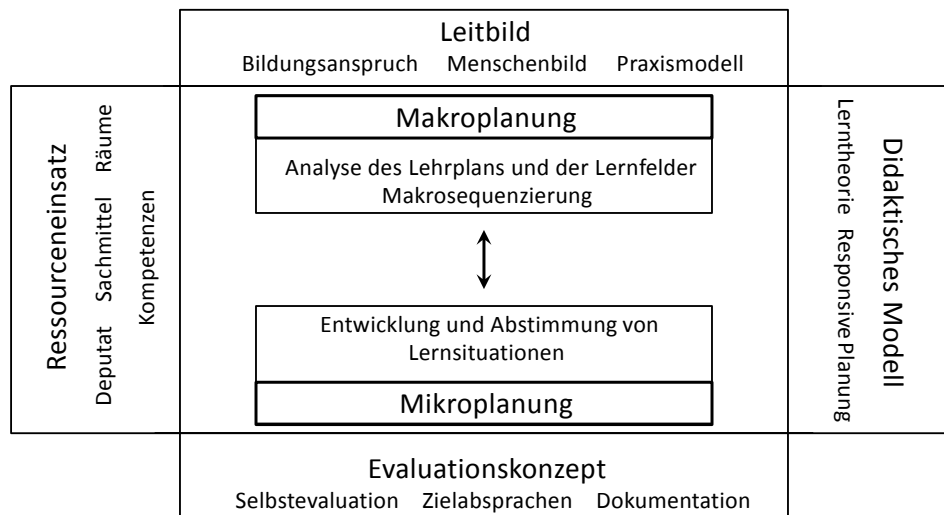 Leitbild
Bildungsanspruch Menschenbild Praxismodell
Ressourceneinsatz
Deputat Sachmittel Räume
Kompetenzen
Makroplanung
Analyse des Lehrplans und der Lernfelder
Makrosequenzierung
Entwicklung und Abstimmung von
Lernsituationen
Mikroplanung
Didaktisches Modell
Lerntheorie Responsive Planung
Evaluationskonzept
Selbstevaluation Zielabsprachen Dokumentation